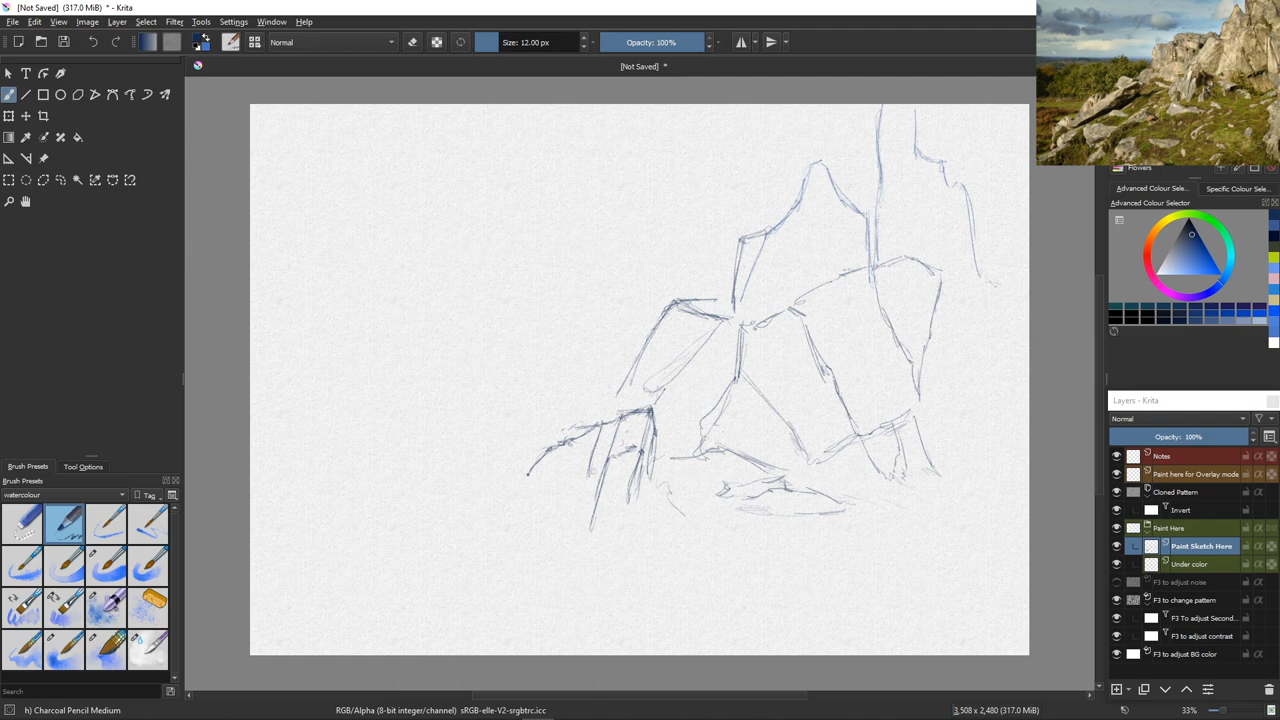 [Not Saved] (317.0 MiB) * - Krita
File Edit View Image Layer Select Filter Tools Settings Window Help
Normal
Size: 12.00 px
Opacity: 100%
[Not Saved] *
Flowers
Advanced Colour Sele...
Specific Colour Sele...
Advanced Colour Selector
Layers - Krita
Normal
Opacity: 100%
Notes
Paint here for Overlay mode
Cloned Pattern
Invert
Paint Here
Paint Sketch Here
Under color
F3 to adjust noise
F3 to change pattern
F3 To adjust Second...
F3 to adjust contrast
F3 to adjust BG color
Brush Presets
Tool Options
Brush Presets
watercolour
Tag
Search
h) Charcoal Pencil Medium
RGB/Alpha (8-bit integer/channel) sRGB-elle-V2-srgbtrc.icc
3,508 x 2,480 (317.0 MiB)
33%